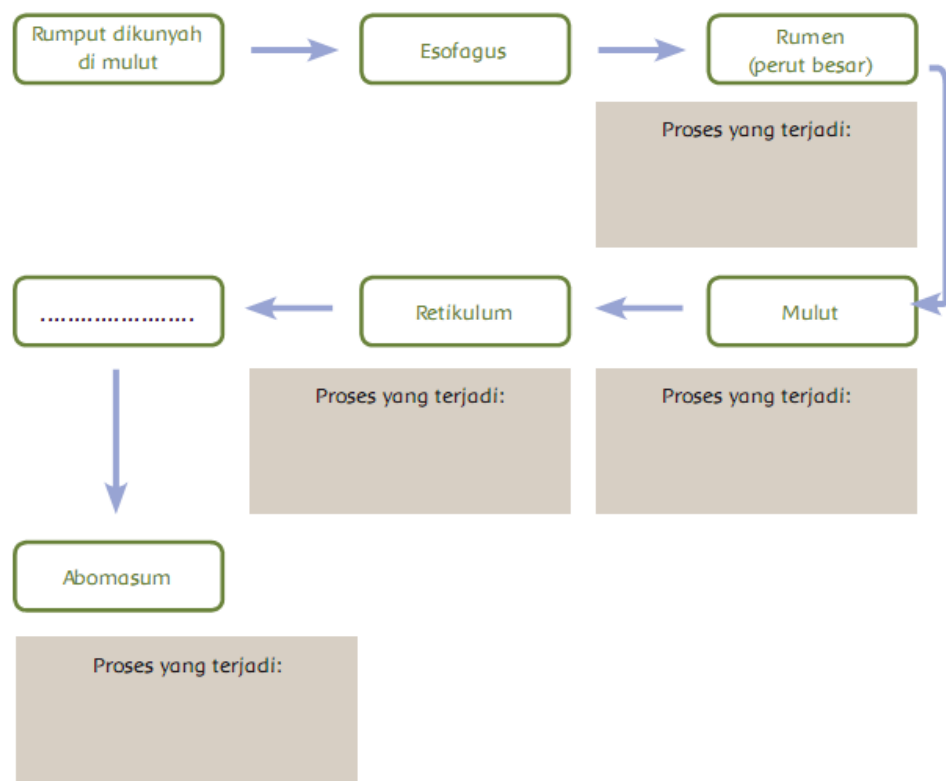 Rumput dikunyah
di mulut
Esofagus
Rumen
(perut besar)
Proses yang terjadi:
Mulut
Retikulum
......................
Proses yang terjadi:
Proses yang terjadi:
Abomasum
Proses yang terjadi: